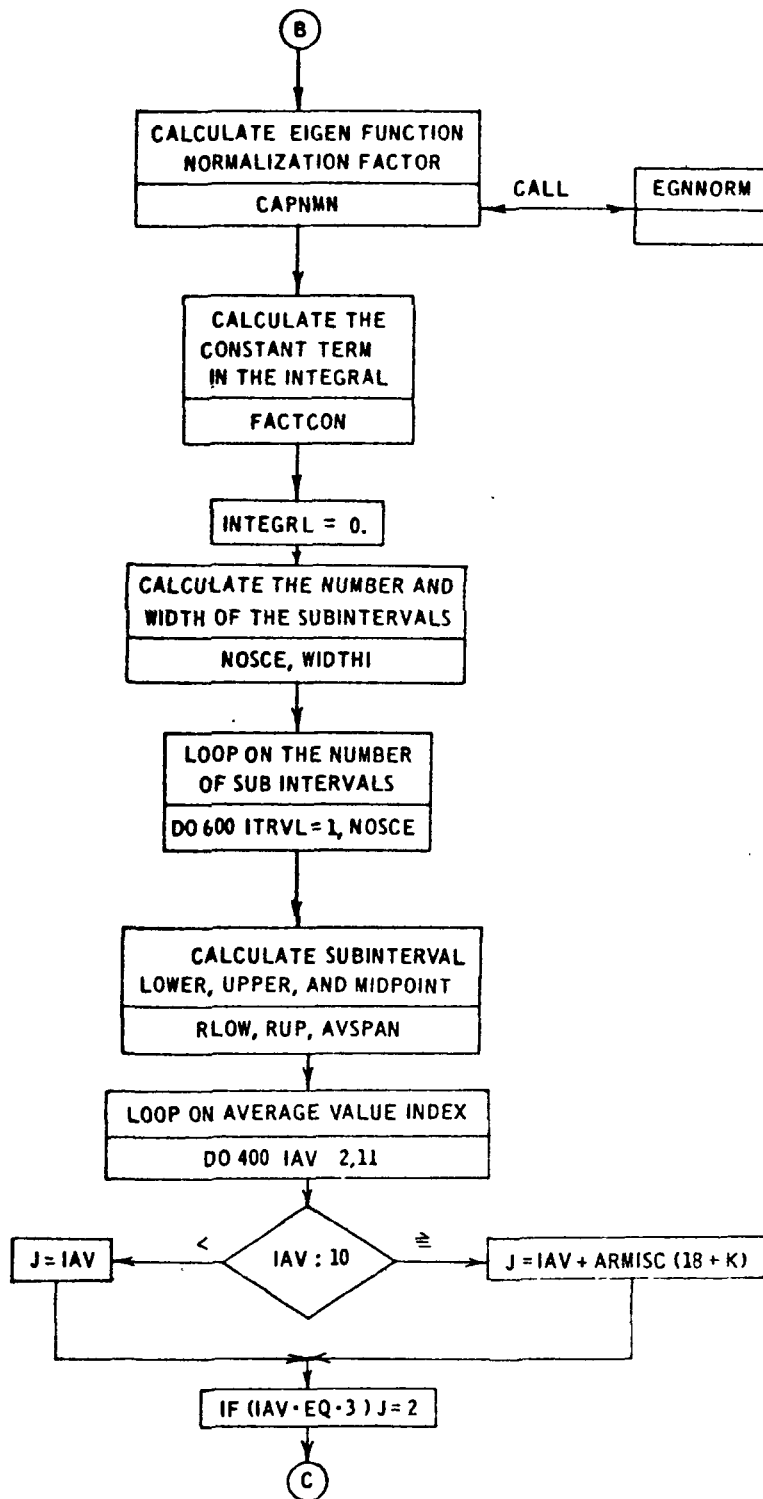 B
CALCULATE EIGEN FUNCTION
NORMALIZATION FACTOR
CAPNMN
CALL
EGNNORM
CALCULATE THE
CONSTANT TERM
IN THE INTEGRAL
FACTCON
INTEGRL = 0.
CALCULATE THE NUMBER AND
WIDTH OF THE SUBINTERVALS
NOSCE, WIDTHI
LOOP ON THE NUMBER
OF SUB INTERVALS
DO 600 ITRVL = 1, NOSCE
CALCULATE SUBINTERVAL
LOWER, UPPER, AND MIDPOINT
RLOW, RUP, AVSPAN
LOOP ON AVERAGE VALUE INDEX
DO 400 IAV 2,11
J = IAV
<
IAV : 10
≥
J = IAV + ARMISC (18 + K)
IF (IAV·EQ·3) J = 2
C